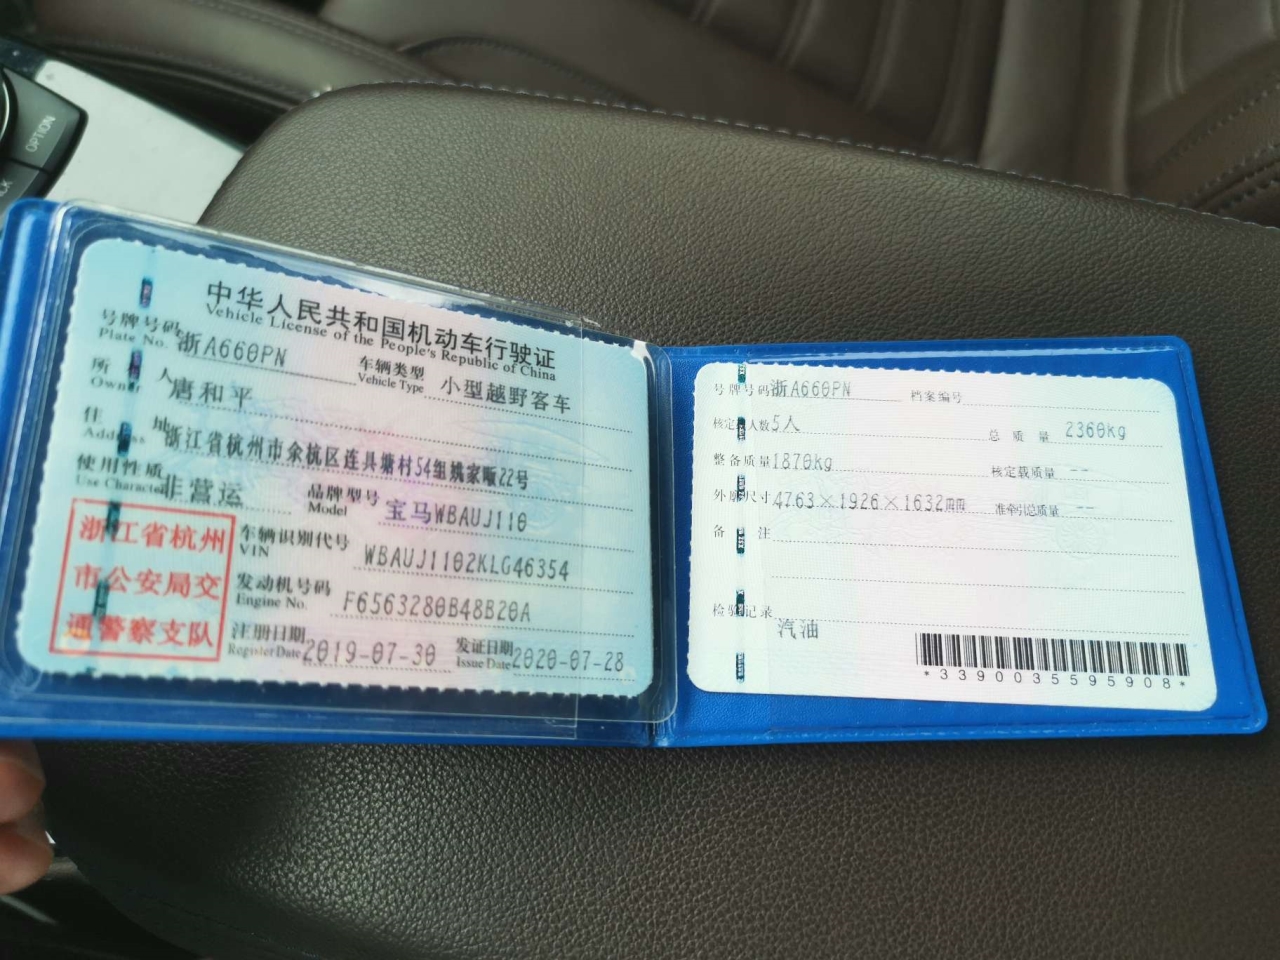 OPTION
中华人民共和国机动车行驶证
Vehicle License of the People's Republic of China
号牌号码 浙A660PN 车辆类型 小型越野客车
Plate No. Vehicle Type
所 人 唐和平
Owner
住 址 浙江省杭州市余杭区连具塘村54组姚家畈22号
Address
使用性质 非营运 品牌型号 宝马WBAUJ110
Use Character Model
浙江省杭州
市公安局交
通警察支队
车辆识别代号 WBAUJ1102KLG46354
VIN
发动机号码 F6563280B48B20A
Engine No.
注册日期 2019-07-30 发证日期 2020-07-28
Register Date Issue Date
号牌号码 浙A660PN 档案编号
核定 人数 5人 总质量 2360kg
整备质量 1870kg 核定载质量 --
外廓尺寸 4763×1926×1632mm 准牵引总质量 --
备 注
检验记录
汽油
*3390035595908*